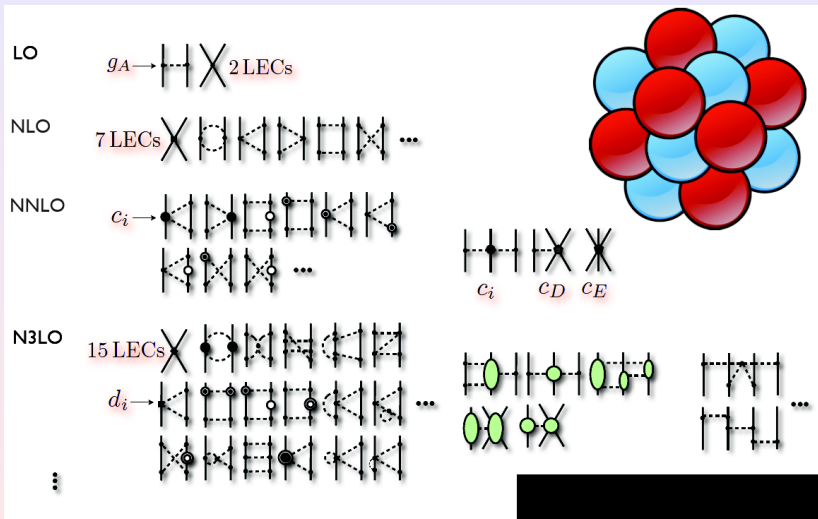 LO
g_A
2 LECs
NLO
7 LECs
...
NNLO
c_i
...
c_i c_D c_E
N3LO
15 LECs
d_i
...
...